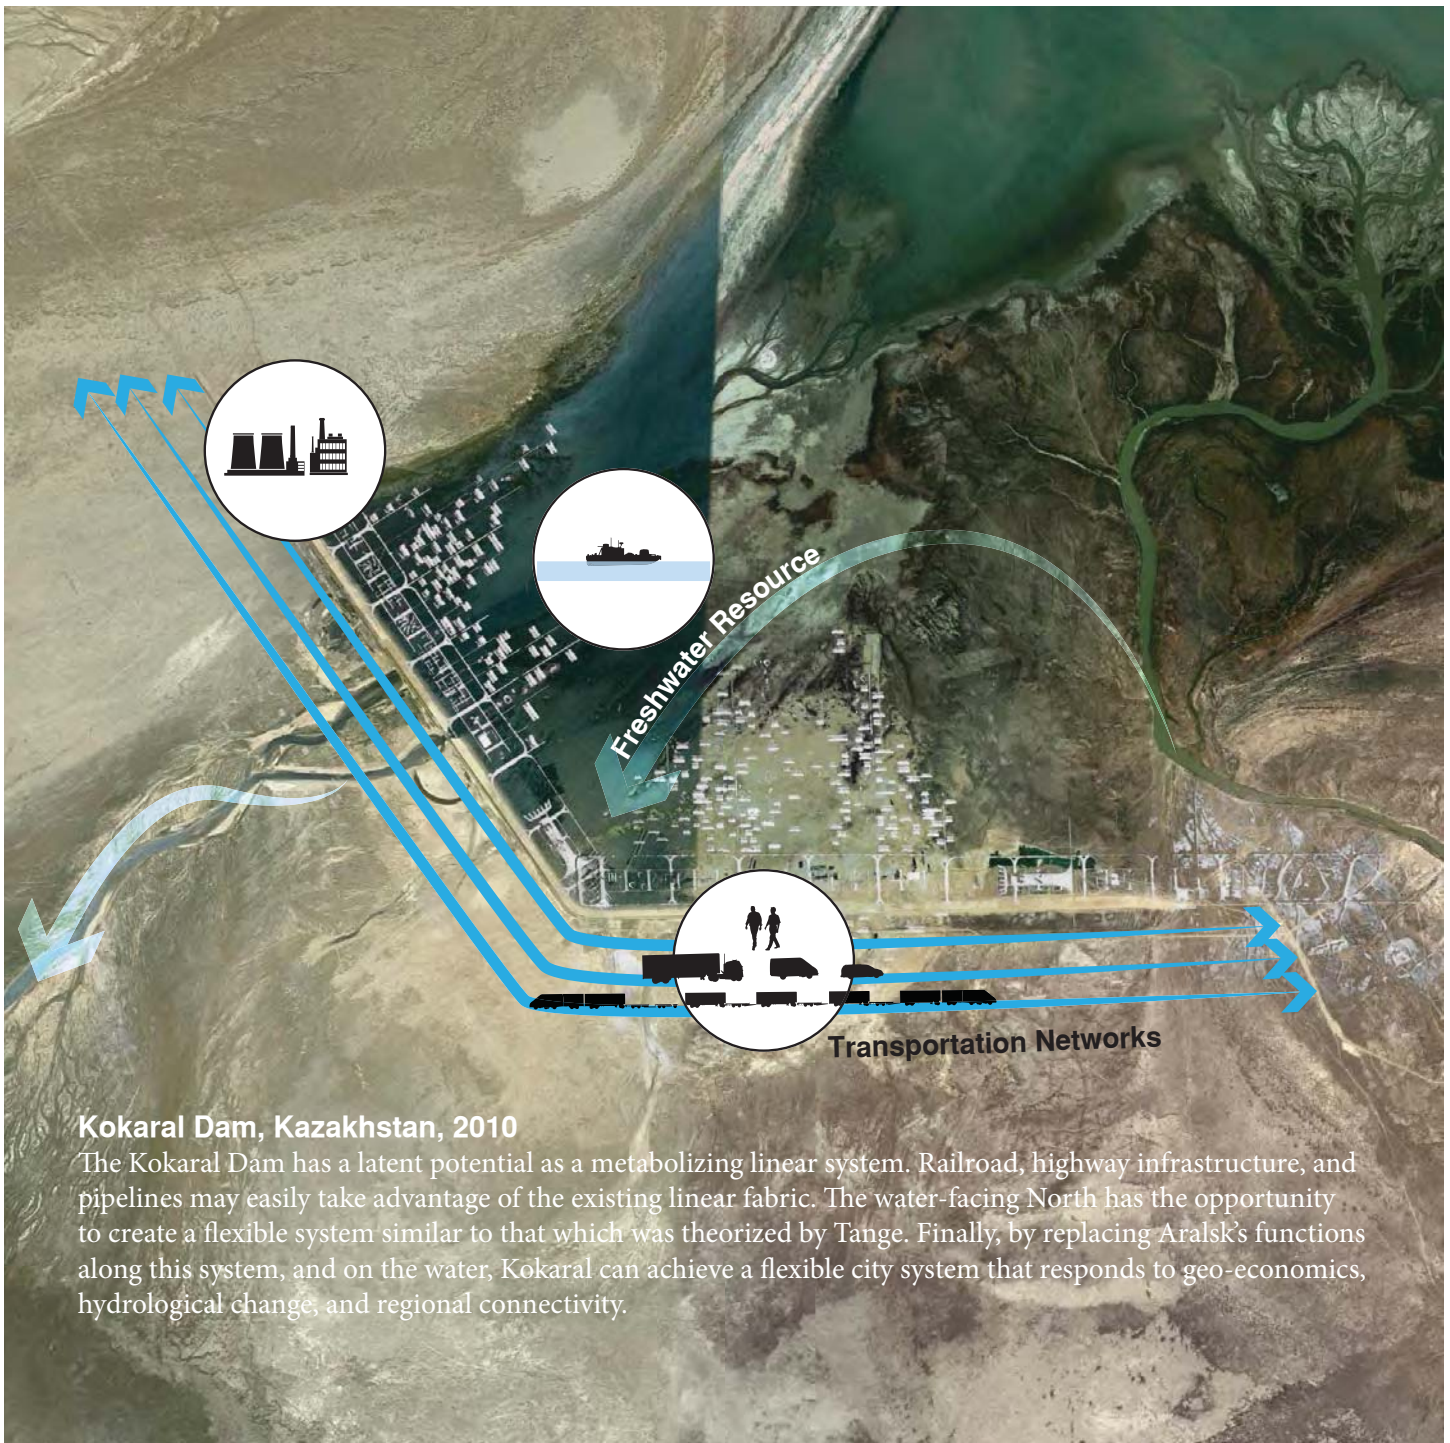 Freshwater Resource
Transportation Networks
Kokaral Dam, Kazakhstan, 2010
The Kokaral Dam has a latent potential as a metabolizing linear system. Railroad, highway infrastructure, and
pipelines may easily take advantage of the existing linear fabric. The water-facing North has the opportunity
to create a flexible system similar to that which was theorized by Tange. Finally, by replacing Aralsk's functions
along this system, and on the water, Kokaral can achieve a flexible city system that responds to geo-economics,
hydrological change, and regional connectivity.